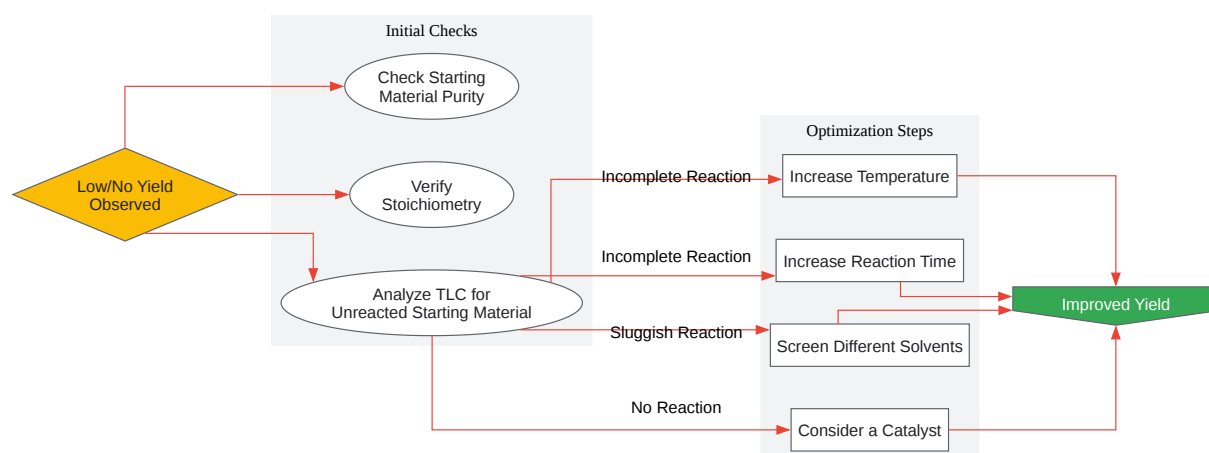 Initial Checks
Check Starting
Material Purity
Low/No Yield
Observed
Verify
Stoichiometry
Analyze TLC for
Unreacted Starting Material
Incomplete Reaction
Incomplete Reaction
Sluggish Reaction
No Reaction
Optimization Steps
Increase Temperature
Increase Reaction Time
Screen Different Solvents
Consider a Catalyst
Improved Yield